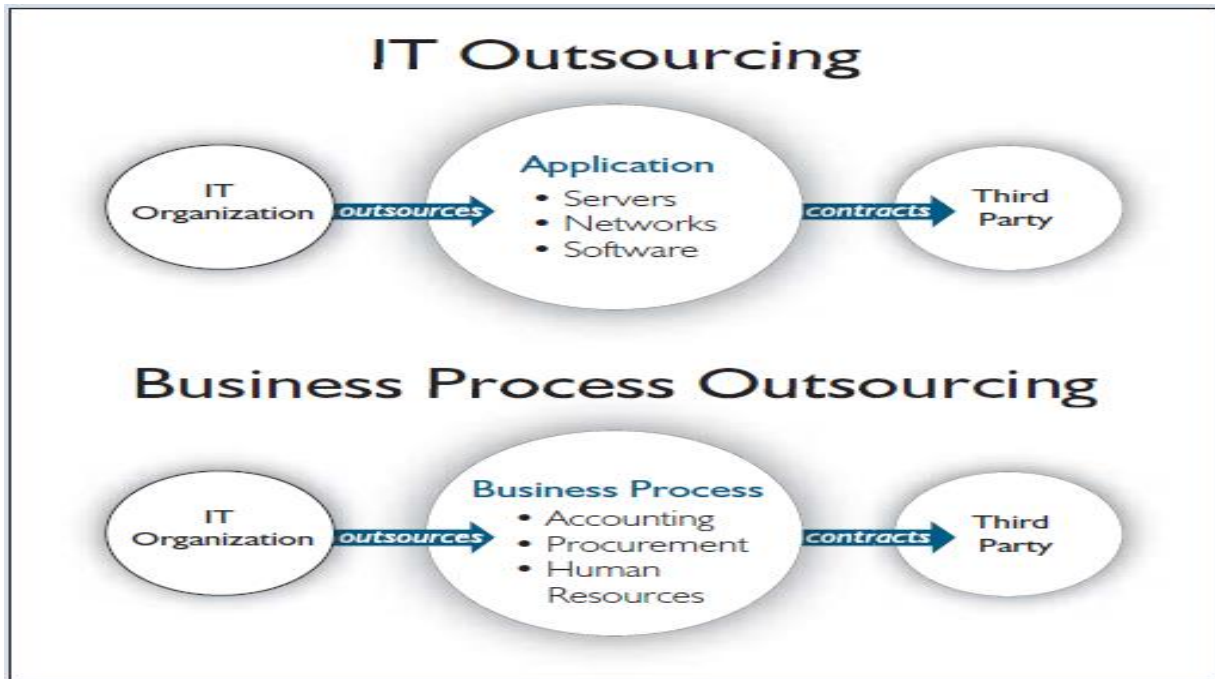 IT Outsourcing
IT
Organization
outsources
Application
• Servers
• Networks
• Software
contracts
Third
Party
Business Process Outsourcing
IT
Organization
outsources
Business Process
• Accounting
• Procurement
• Human
Resources
contracts
Third
Party